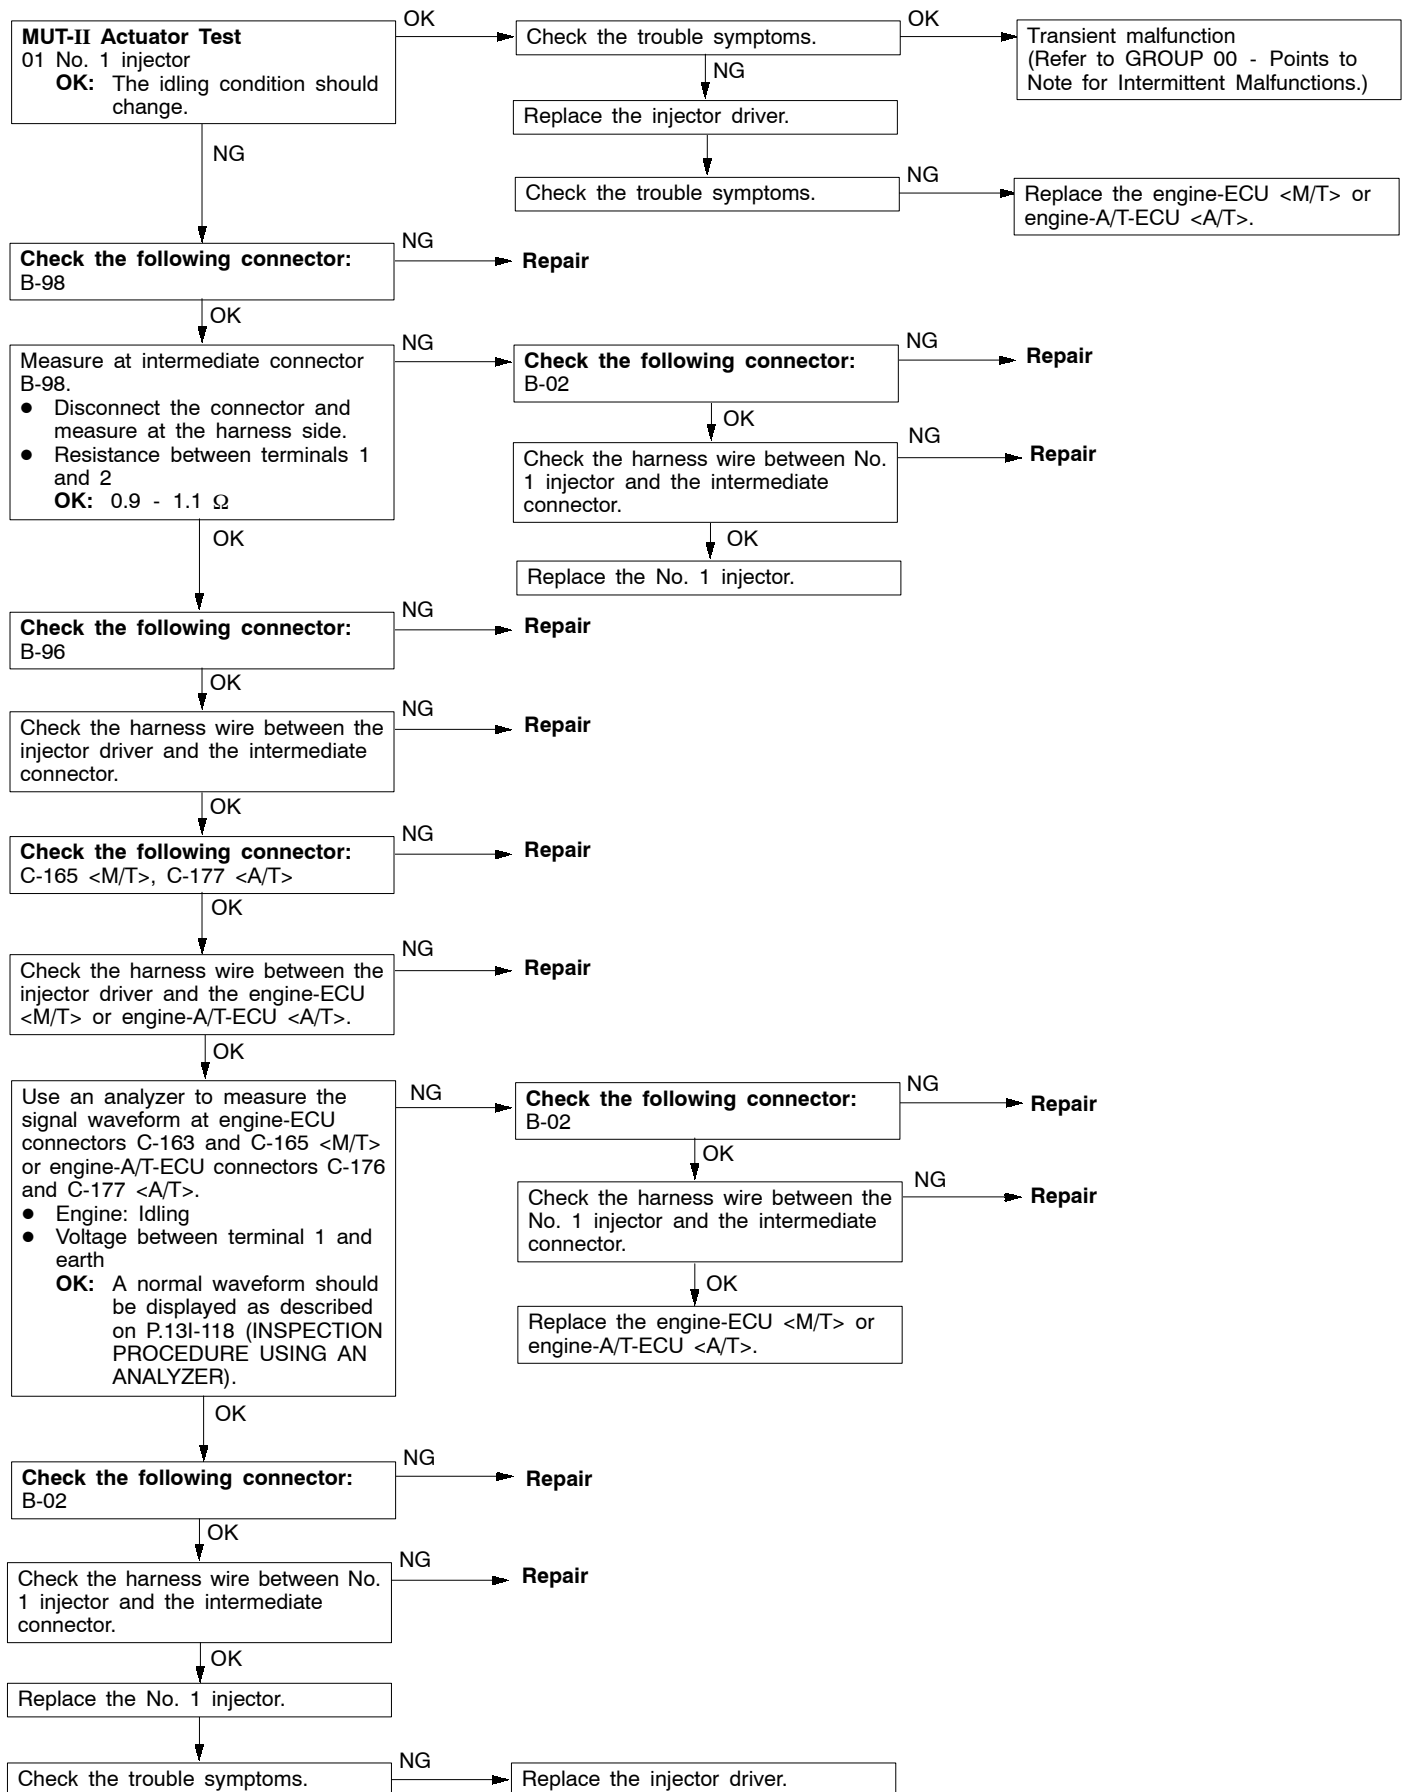 MUT-II Actuator Test
01 No. 1 injector
OK: The idling condition should
change.
OK
Check the trouble symptoms.
OK
Transient malfunction
(Refer to GROUP 00 - Points to
Note for Intermittent Malfunctions.)
NG
Replace the injector driver.
NG
Check the trouble symptoms.
NG
Replace the engine-ECU <M/T> or
engine-A/T-ECU <A/T>.
Check the following connector:
B-98
NG
Repair
OK
Measure at intermediate connector
B-98.
● Disconnect the connector and
measure at the harness side.
● Resistance between terminals 1
and 2
OK: 0.9 - 1.1 Ω
NG
Check the following connector:
B-02
NG
Repair
OK
Check the harness wire between No.
1 injector and the intermediate
connector.
NG
Repair
OK
Replace the No. 1 injector.
OK
Check the following connector:
B-96
NG
Repair
OK
Check the harness wire between the
injector driver and the intermediate
connector.
NG
Repair
OK
Check the following connector:
C-165 <M/T>, C-177 <A/T>
NG
Repair
OK
Check the harness wire between the
injector driver and the engine-ECU
<M/T> or engine-A/T-ECU <A/T>.
NG
Repair
OK
Use an analyzer to measure the
signal waveform at engine-ECU
connectors C-163 and C-165 <M/T>
or engine-A/T-ECU connectors C-176
and C-177 <A/T>.
● Engine: Idling
● Voltage between terminal 1 and
earth
OK: A normal waveform should
be displayed as described
on P.13I-118 (INSPECTION
PROCEDURE USING AN
ANALYZER).
NG
Check the following connector:
B-02
NG
Repair
OK
Check the harness wire between the
No. 1 injector and the intermediate
connector.
NG
Repair
OK
Replace the engine-ECU <M/T> or
engine-A/T-ECU <A/T>.
OK
Check the following connector:
B-02
NG
Repair
OK
Check the harness wire between No.
1 injector and the intermediate
connector.
NG
Repair
OK
Replace the No. 1 injector.
Check the trouble symptoms.
NG
Replace the injector driver.